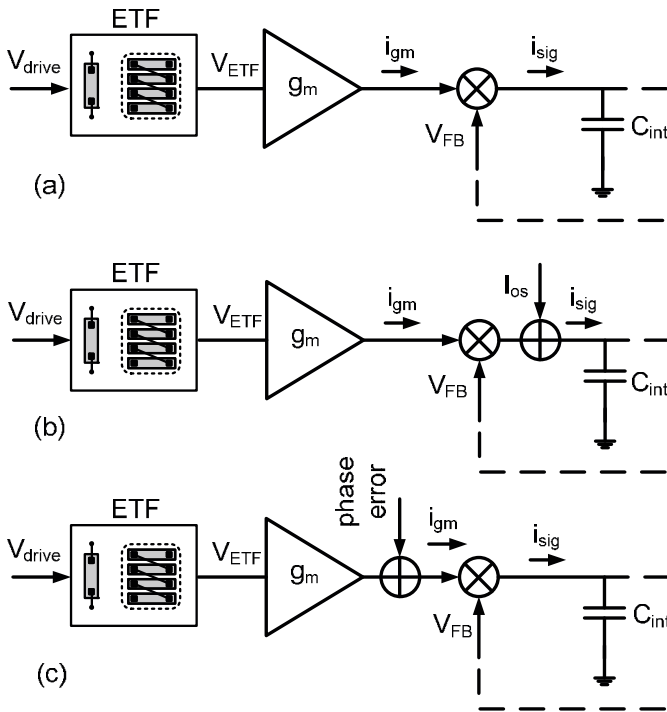 ETF
V_drive
V_ETF
g_m
i_gm
i_sig
V_FB
C_int
(a)
ETF
V_drive
V_ETF
g_m
i_gm
I_os
i_sig
V_FB
C_int
(b)
ETF
V_drive
V_ETF
g_m
phase
error
i_gm
i_sig
V_FB
C_int
(c)